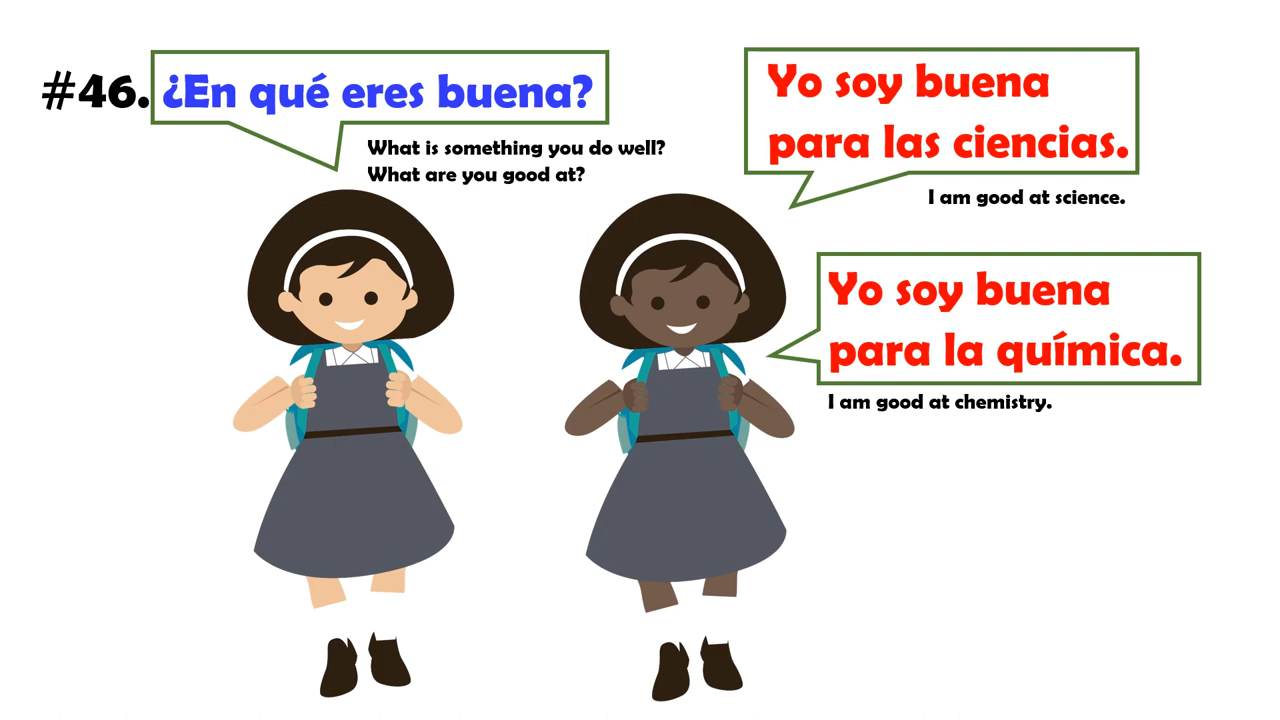 #46. ¿En qué eres buena?
What is something you do well?
What are you good at?
Yo soy buena
para las ciencias.
I am good at science.
Yo soy buena
para la química.
I am good at chemistry.